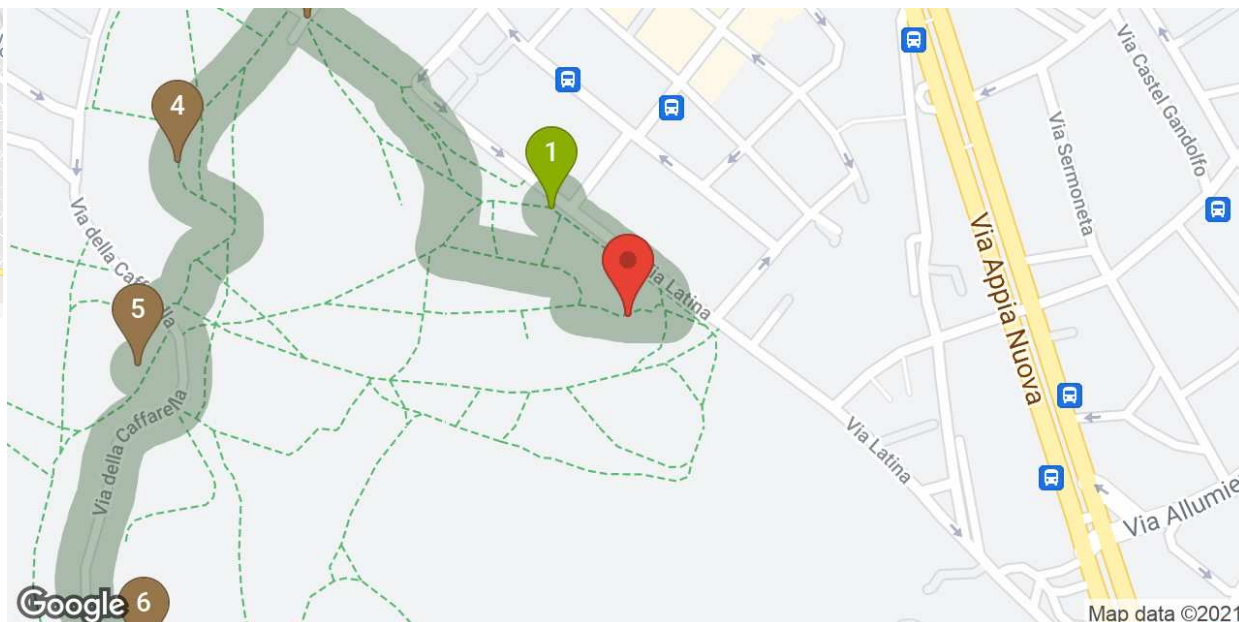 4
1
Via Castel Gandolfo
Via Sermoneta
Via della Caffarella
Via Latina
Via Appia Nuova
5
Via della Caffarella
Via Latina
Via Allumie
Google
6
Map data ©2021